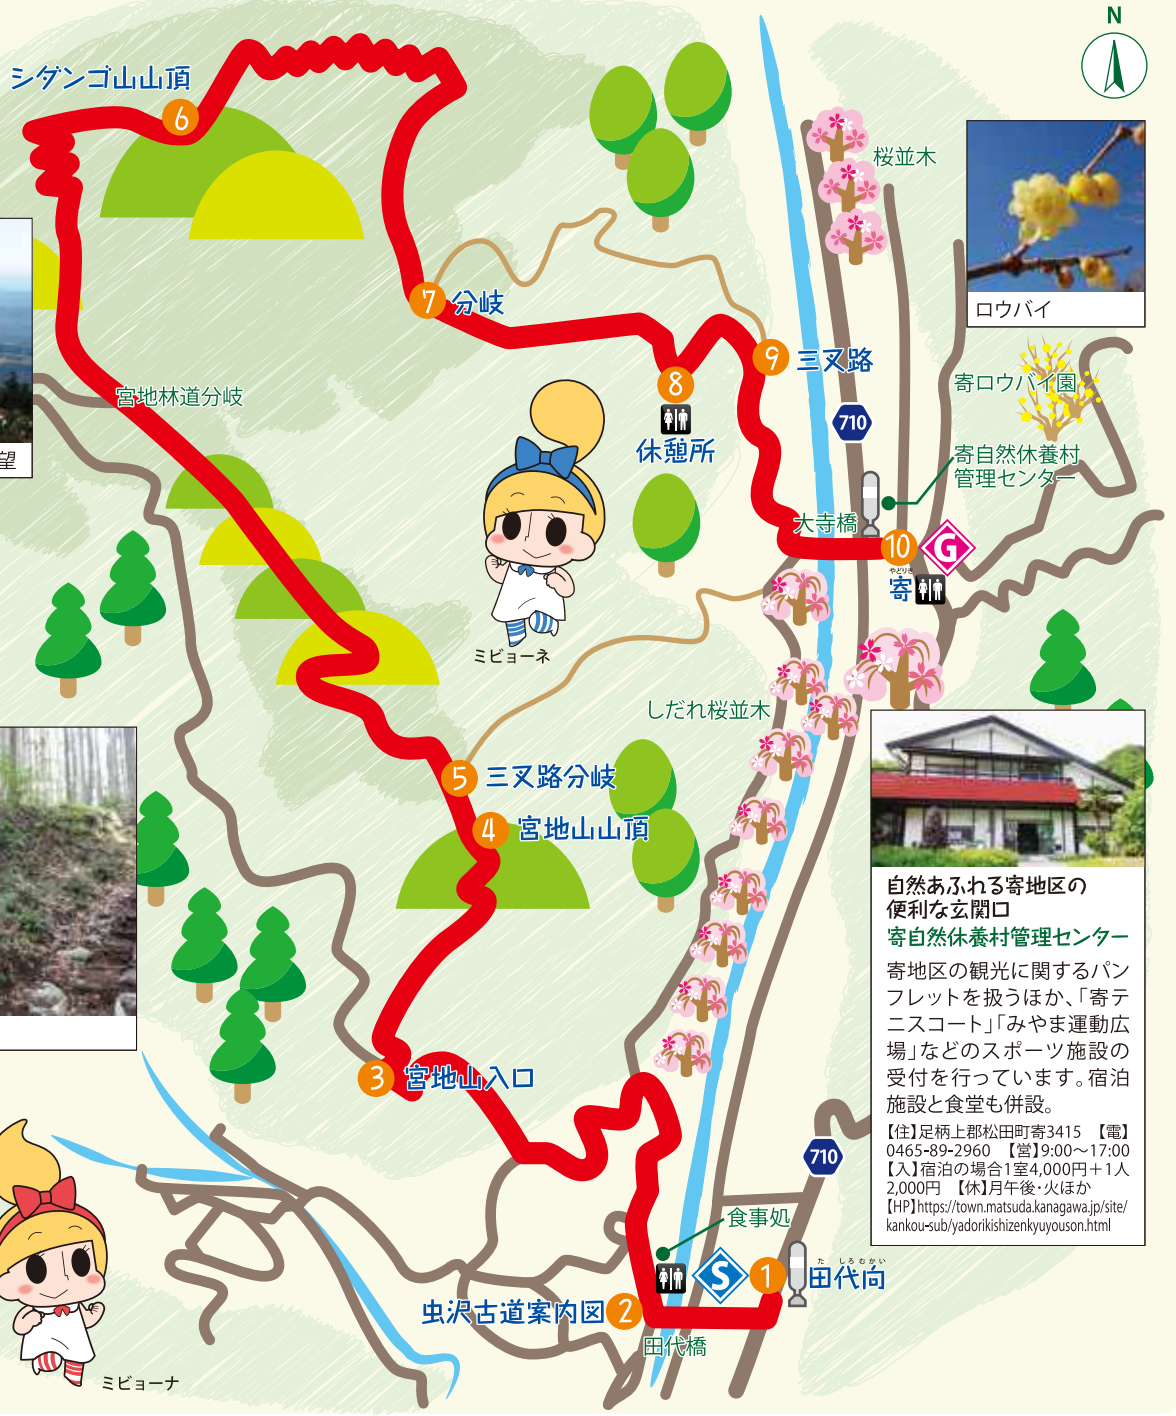 N
シダンゴ山山頂
6
桜並木
ロウバイ
7
分岐
9
三叉路
8
休憩所
710
宮地林道分岐
望
寄ロウバイ園
寄自然休養村
管理センター
大寺橋
10
G
やどりき
寄
ミビョーネ
しだれ桜並木
5
三叉路分岐
4
宮地山山頂
自然あふれる寄地区の
便利な玄関口
寄自然休養村管理センター
寄地区の観光に関するパン
フレットを扱うほか、「寄テ
ニスコート」「みやま運動広
場」などのスポーツ施設の
受付を行っています。宿泊
施設と食堂も併設。
【住】足柄上郡松田町寄3415 【電】
0465-89-2960 【営】9:00～17:00
【入】宿泊の場合1室4,000円＋1人
2,000円 【休】月午後・火ほか
【HP】https://town.matsuda.kanagawa.jp/site/
kankou-sub/yadorikishizenkyuyouson.html
3
宮地山入口
710
食事処
S
1
たしろむかい
田代向
虫沢古道案内図
2
田代橋
ミビョーナ